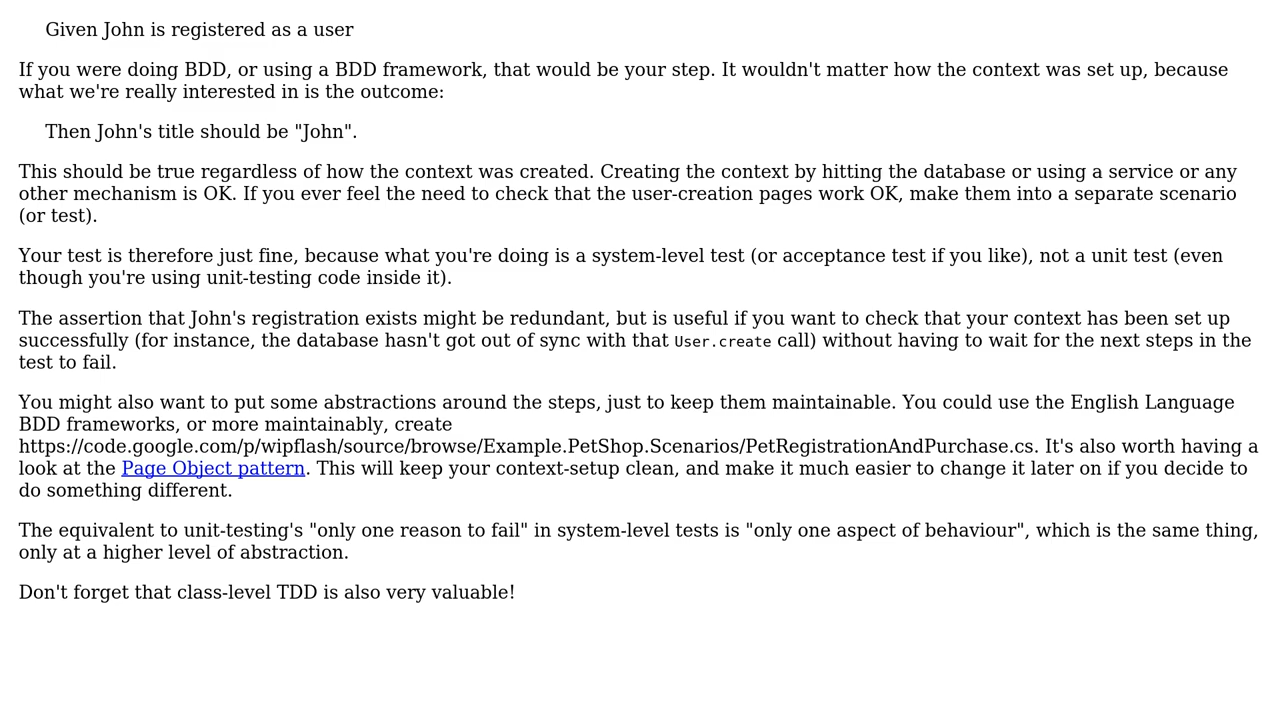 Given John is registered as a user
If you were doing BDD, or using a BDD framework, that would be your step. It wouldn't matter how the context was set up, because
what we're really interested in is the outcome:
Then John's title should be "John".
This should be true regardless of how the context was created. Creating the context by hitting the database or using a service or any
other mechanism is OK. If you ever feel the need to check that the user-creation pages work OK, make them into a separate scenario
(or test).
Your test is therefore just fine, because what you're doing is a system-level test (or acceptance test if you like), not a unit test (even
though you're using unit-testing code inside it).
The assertion that John's registration exists might be redundant, but is useful if you want to check that your context has been set up
successfully (for instance, the database hasn't got out of sync with that User.create call) without having to wait for the next steps in the
test to fail.
You might also want to put some abstractions around the steps, just to keep them maintainable. You could use the English Language
BDD frameworks, or more maintainably, create
https://code.google.com/p/wipflash/source/browse/Example.PetShop.Scenarios/PetRegistrationAndPurchase.cs. It's also worth having a
look at the Page Object pattern. This will keep your context-setup clean, and make it much easier to change it later on if you decide to
do something different.
The equivalent to unit-testing's "only one reason to fail" in system-level tests is "only one aspect of behaviour", which is the same thing,
only at a higher level of abstraction.
Don't forget that class-level TDD is also very valuable!